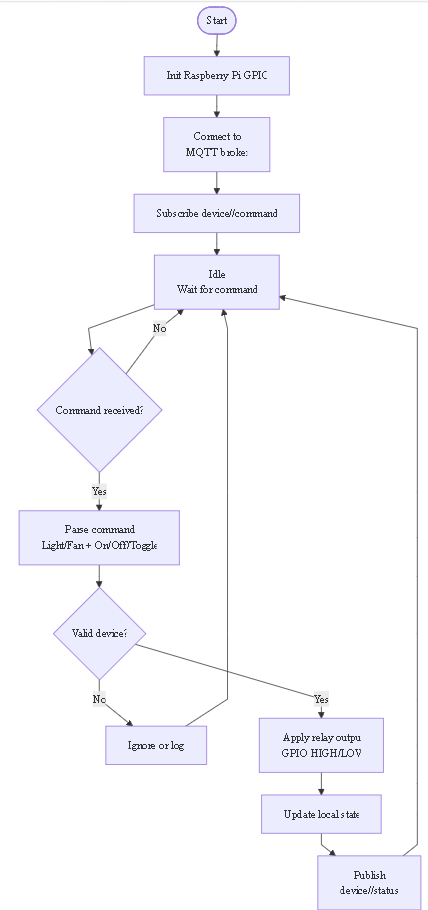 Start
Init Raspberry Pi GPIO
Connect to
MQTT broke:
Subscribe device//command
Idle
Wait for command
No
Command received?
Yes
Parse command
Light/Fan + On/Off/Toggle
Valid device?
No
Yes
Ignore or log
Apply relay outpu
GPIO HIGH/LOV
Update local state
Publish
device//status